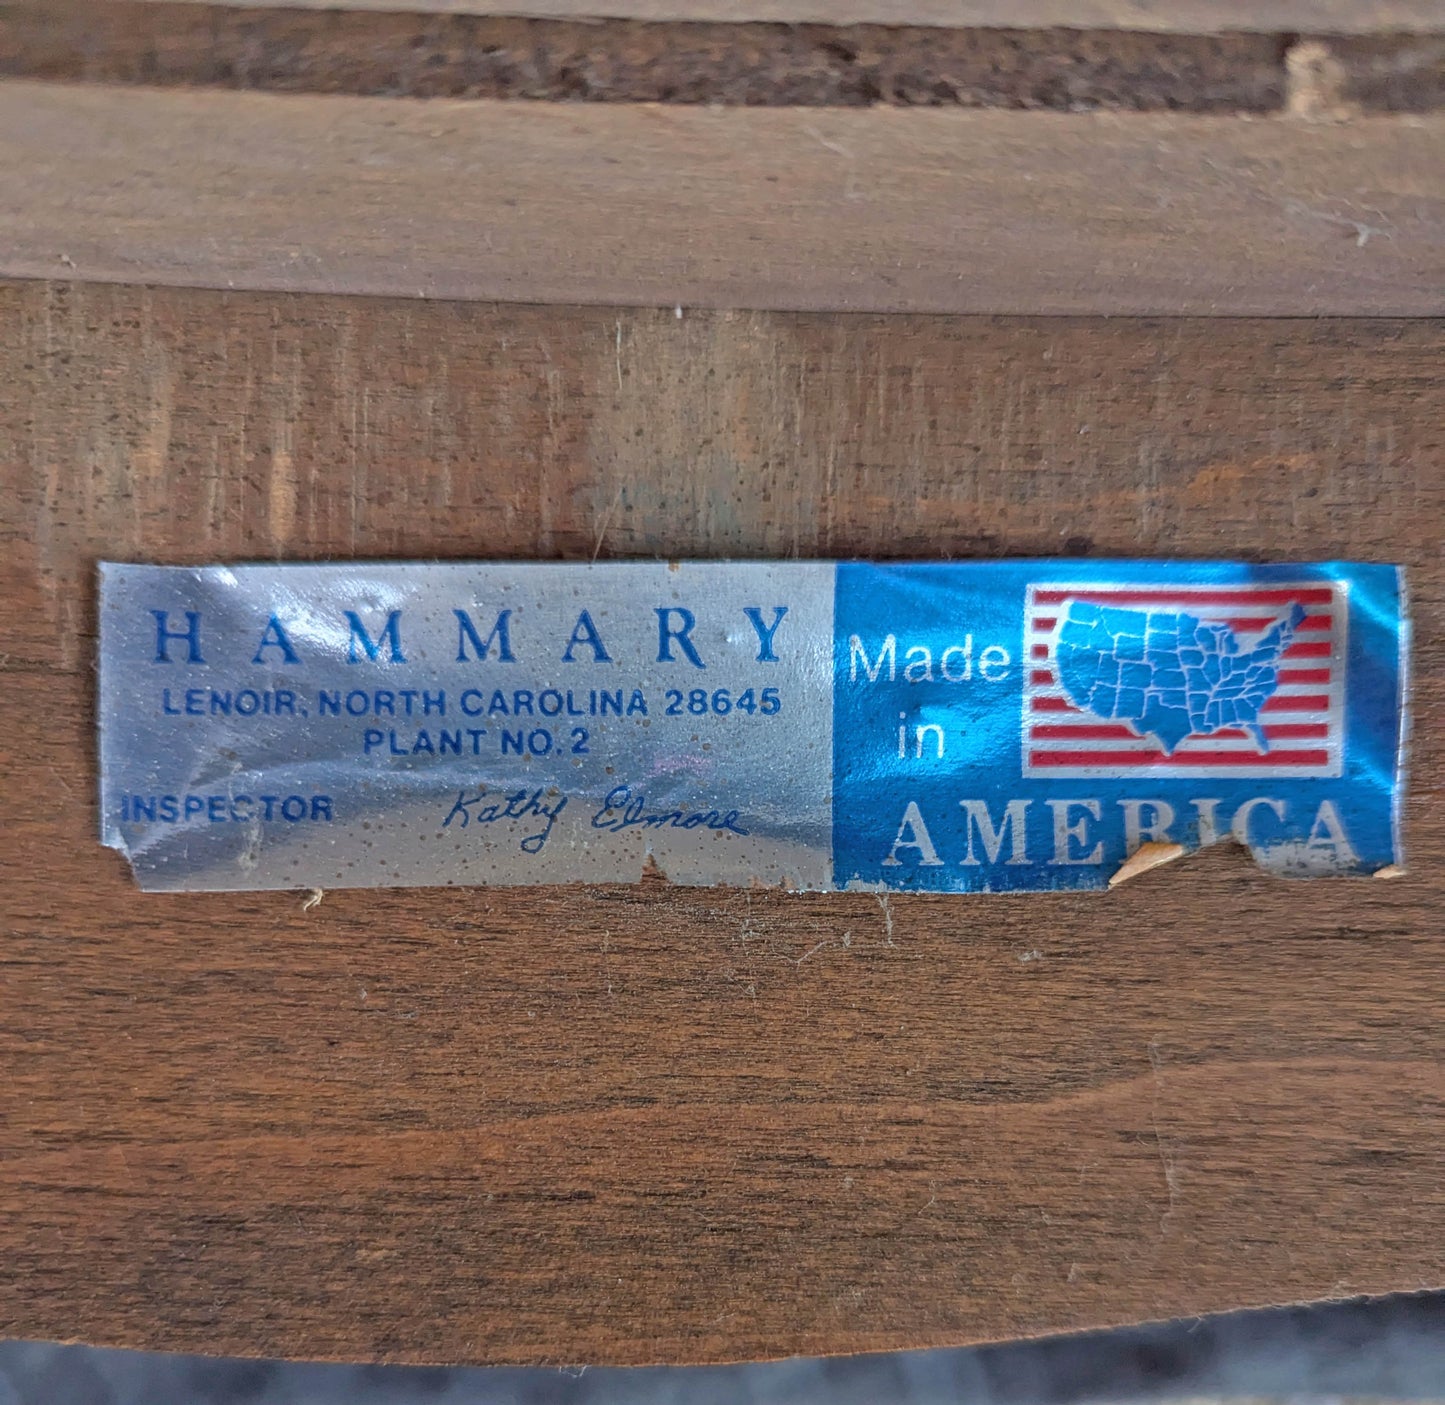 HAMMARY
LENOIR, NORTH CAROLINA 28645
PLANT NO. 2
INSPECTOR Kathy Elmore
Made
in
AMERICA